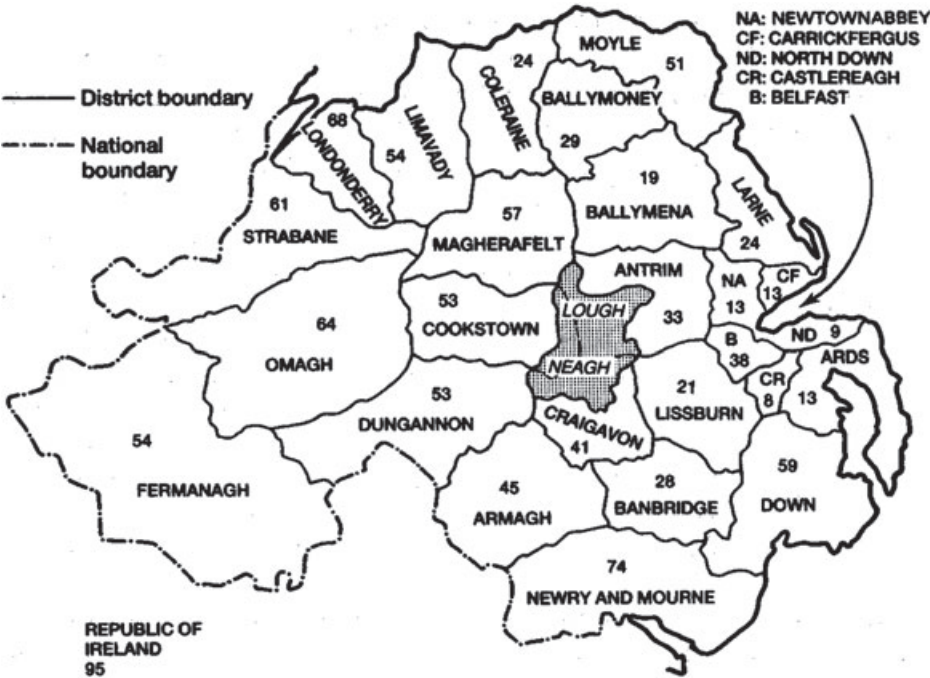 NA: NEWTOWNABBEY
CF: CARRICKFERGUS
ND: NORTH DOWN
CR: CASTLEREAGH
B: BELFAST
District boundary
National
boundary
MOYLE
51
24
COLERAINE
BALLYMONEY
29
LIMAVADY
54
68
LONDONDERRY
61
STRABANE
57
MAGHERAFELT
19
BALLYMENA
LARNE
24
ANTRIM
33
NA
13
CF
13
LOUGH
NEAGH
53
COOKSTOWN
64
OMAGH
B
38
ND 9
ARDS
13
CR
8
21
LISSBURN
53
DUNGANNON
CRAIGAVON
41
54
FERMANAGH
45
ARMAGH
28
BANBRIDGE
59
DOWN
74
NEWRY AND MOURNE
REPUBLIC OF
IRELAND
95